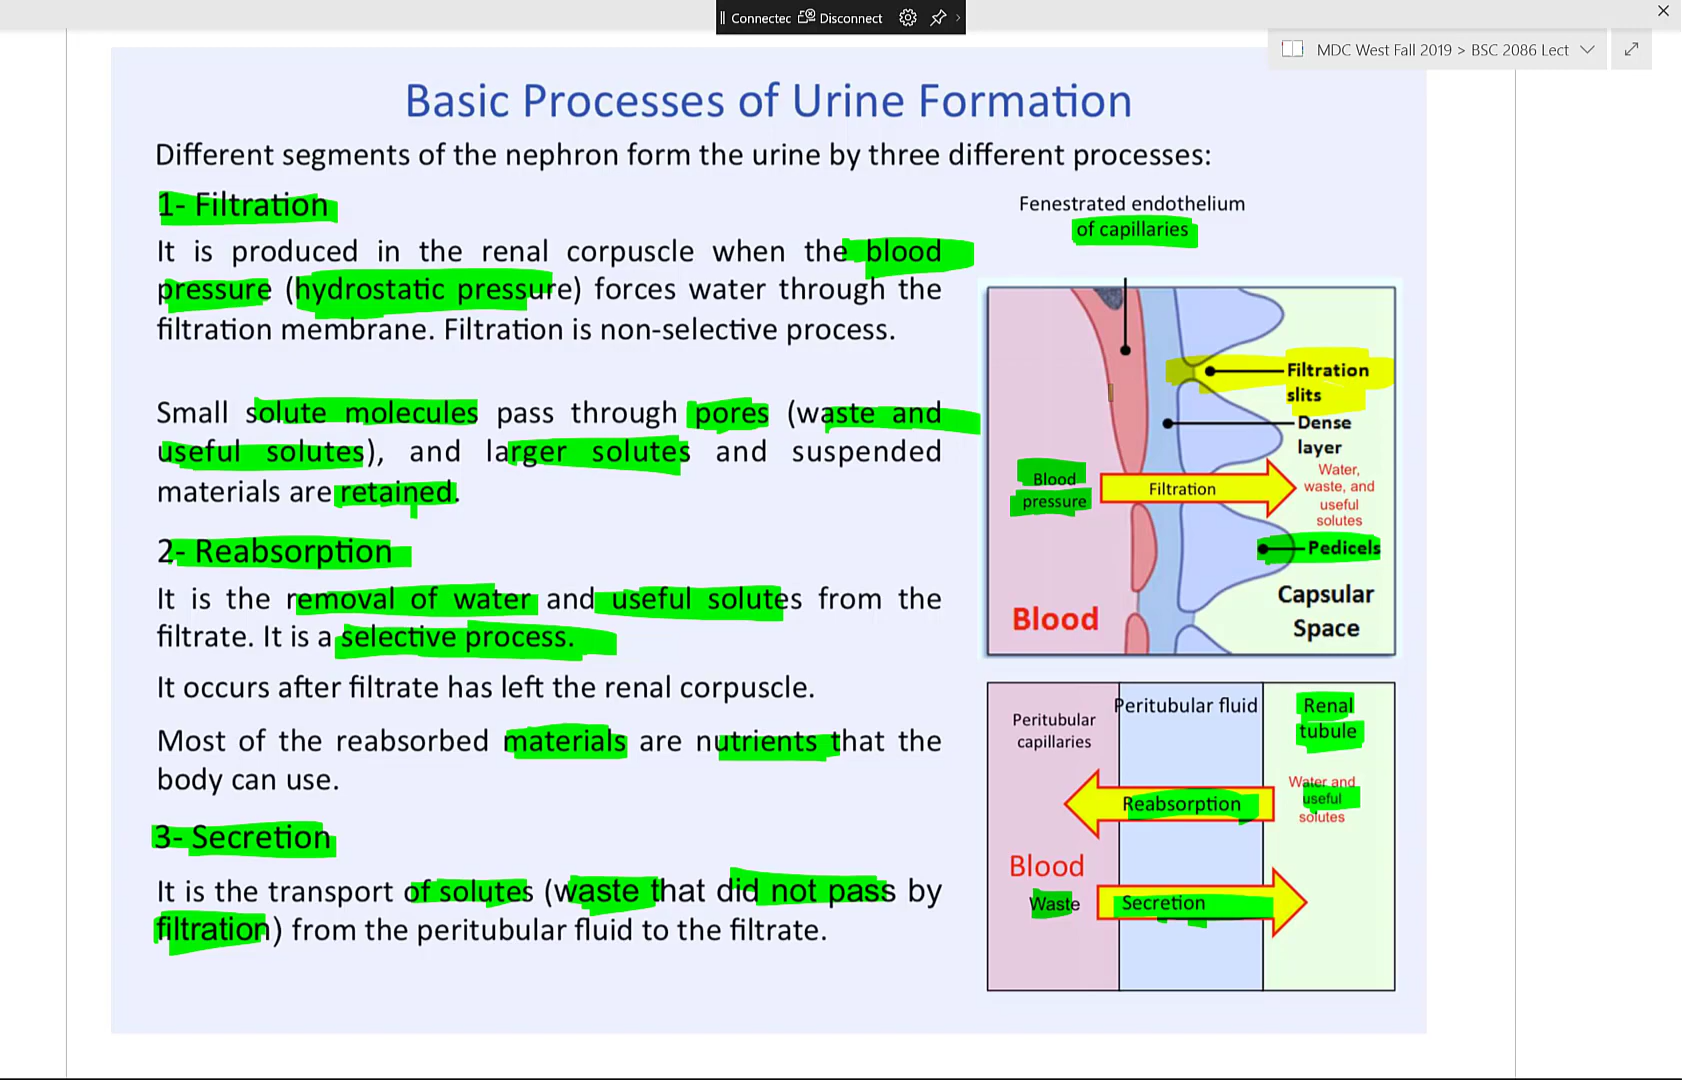 Connectec Disconnect
MDC West Fall 2019 > BSC 2086 Lect
Basic Processes of Urine Formation
Different segments of the nephron form the urine by three different processes:
1- Filtration
It is produced in the renal corpuscle when the blood
pressure (hydrostatic pressure) forces water through the
filtration membrane. Filtration is non-selective process.
Small solute molecules pass through pores (waste and
useful solutes), and larger solutes and suspended
materials are retained.
2- Reabsorption
It is the removal of water and useful solutes from the
filtrate. It is a selective process.
It occurs after filtrate has left the renal corpuscle.
Most of the reabsorbed materials are nutrients that the
body can use.
3- Secretion
It is the transport of solutes (waste that did not pass by
filtration) from the peritubular fluid to the filtrate.
Fenestrated endothelium
of capillaries
Filtration
slits
Dense
layer
Blood
pressure
Filtration
Water,
waste, and
useful
solutes
Pedicels
Capsular
Space
Blood
Peritubular
capillaries
Peritubular fluid
Renal
tubule
Reabsorption
Water and
useful
solutes
Blood
Waste
Secretion